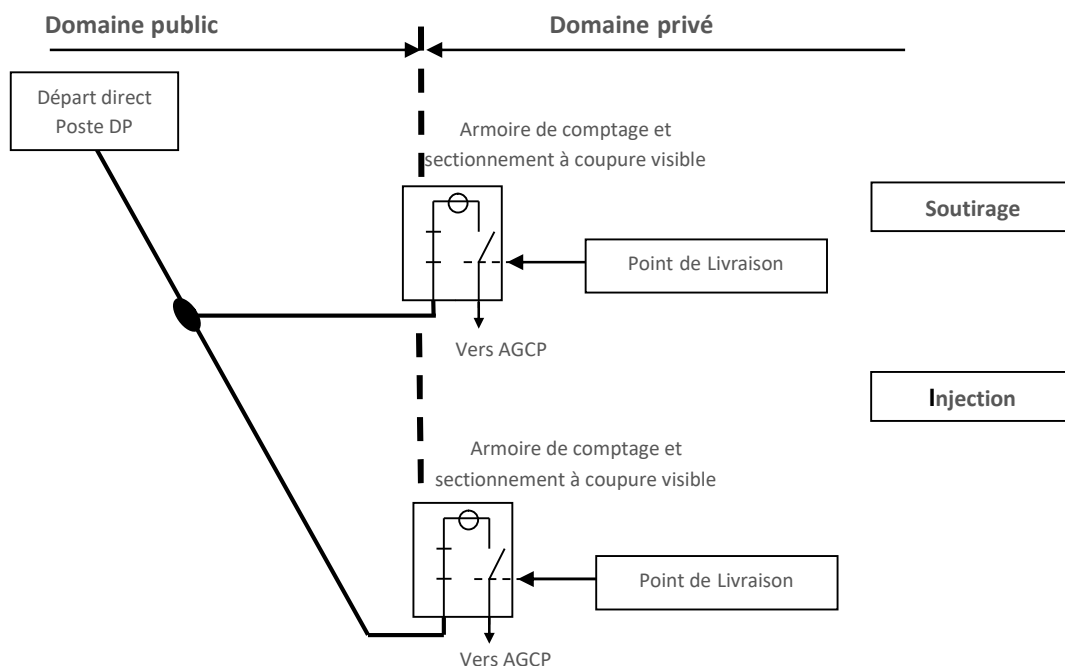 Domaine public
Domaine privé
Départ direct
Poste DP
Armoire de comptage et
sectionnement à coupure visible
Soutirage
Point de Livraison
Vers AGCP
Injection
Armoire de comptage et
sectionnement à coupure visible
Point de Livraison
Vers AGCP